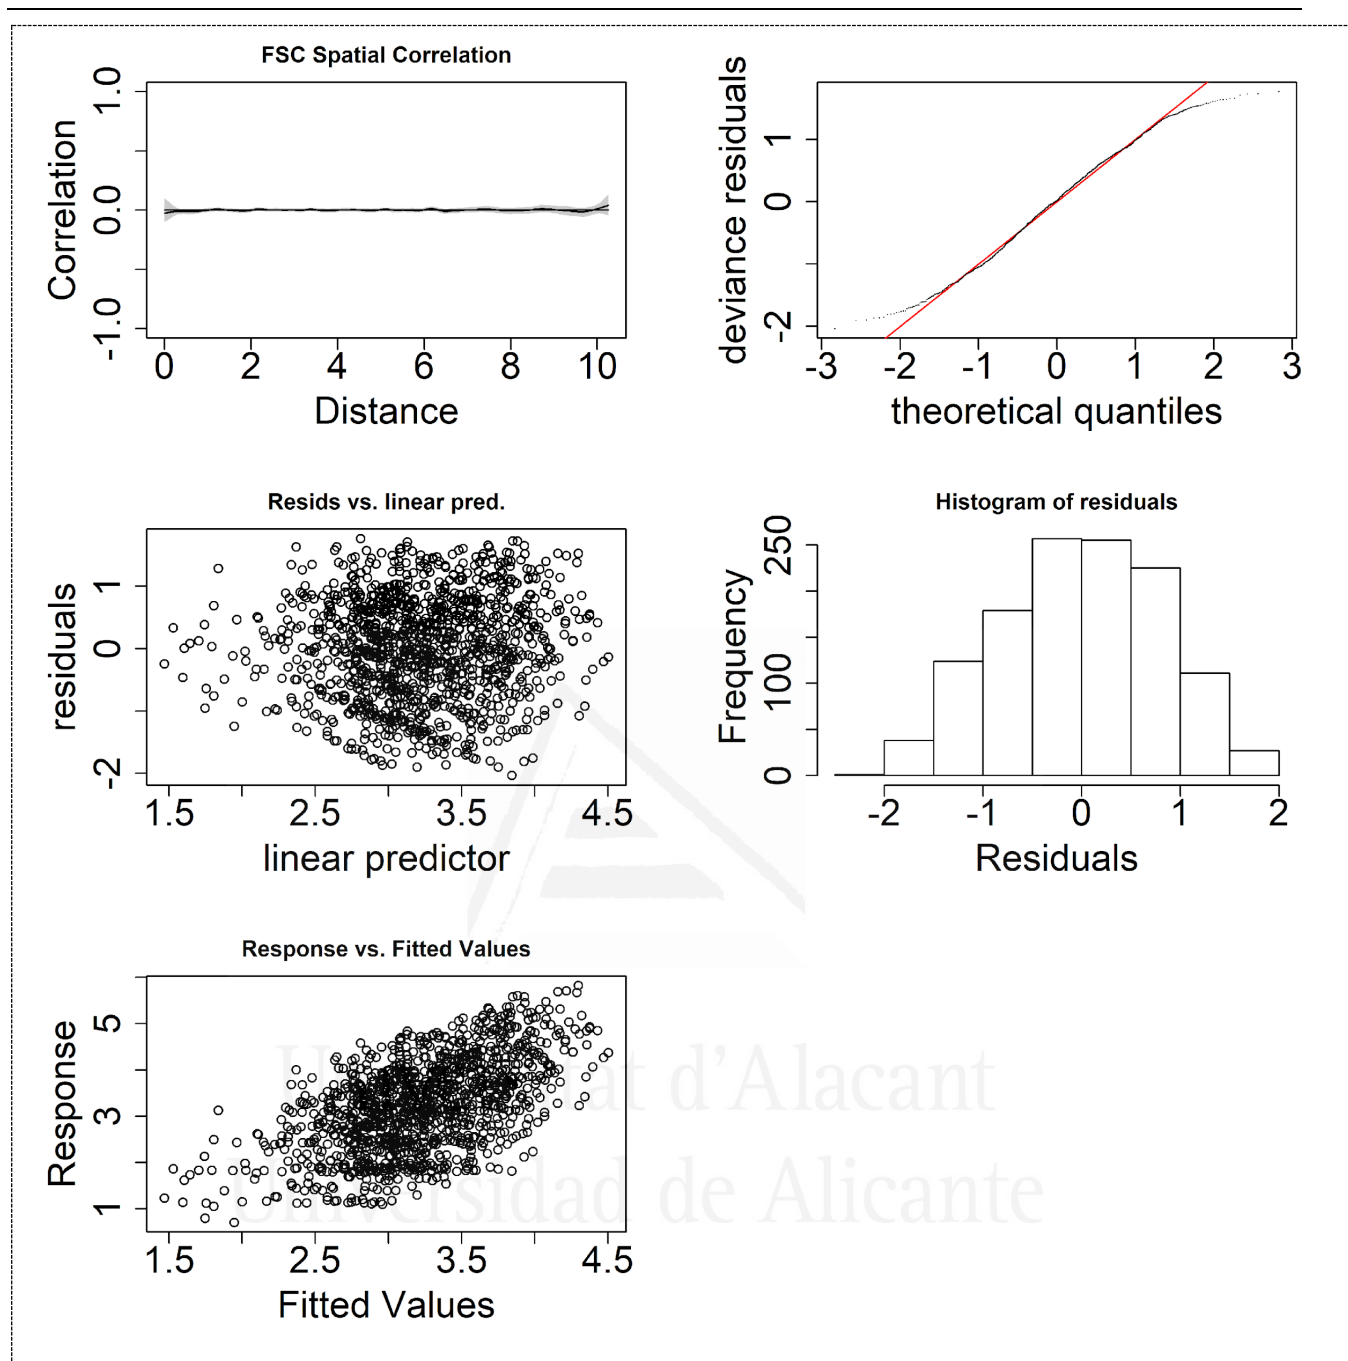 FSC Spatial Correlation
Correlation
1.0
0.0
-1.0
0 2 4 6 8 10
Distance
deviance residuals
1
0
-2
-3 -2 -1 0 1 2 3
theoretical quantiles
Resids vs. linear pred.
residuals
1
0
-2
1.5 2.5 3.5 4.5
linear predictor
Histogram of residuals
Frequency
250
100
0
-2 -1 0 1 2
Residuals
Response vs. Fitted Values
Response
5
3
1
1.5 2.5 3.5 4.5
Fitted Values
Universitat d'Alacant
Universidad de Alicante